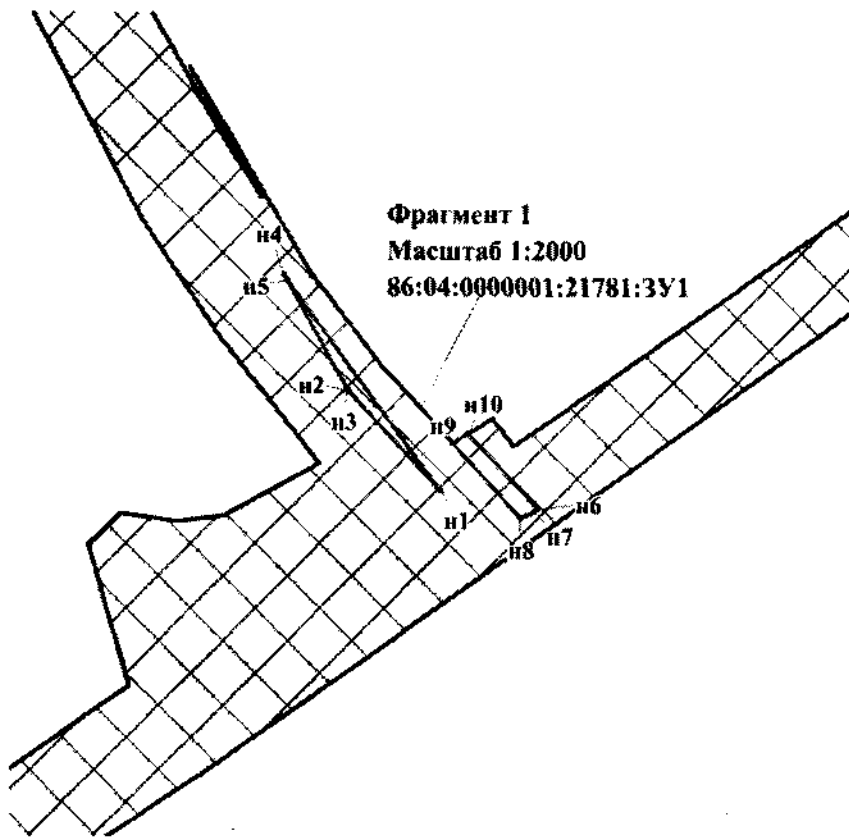 Фрагмент 1
Масштаб 1:2000
86:04:0000001:21781:ЗУ1
н4
н5
н2
н3
н10
н9
н1
н6
н7
н8